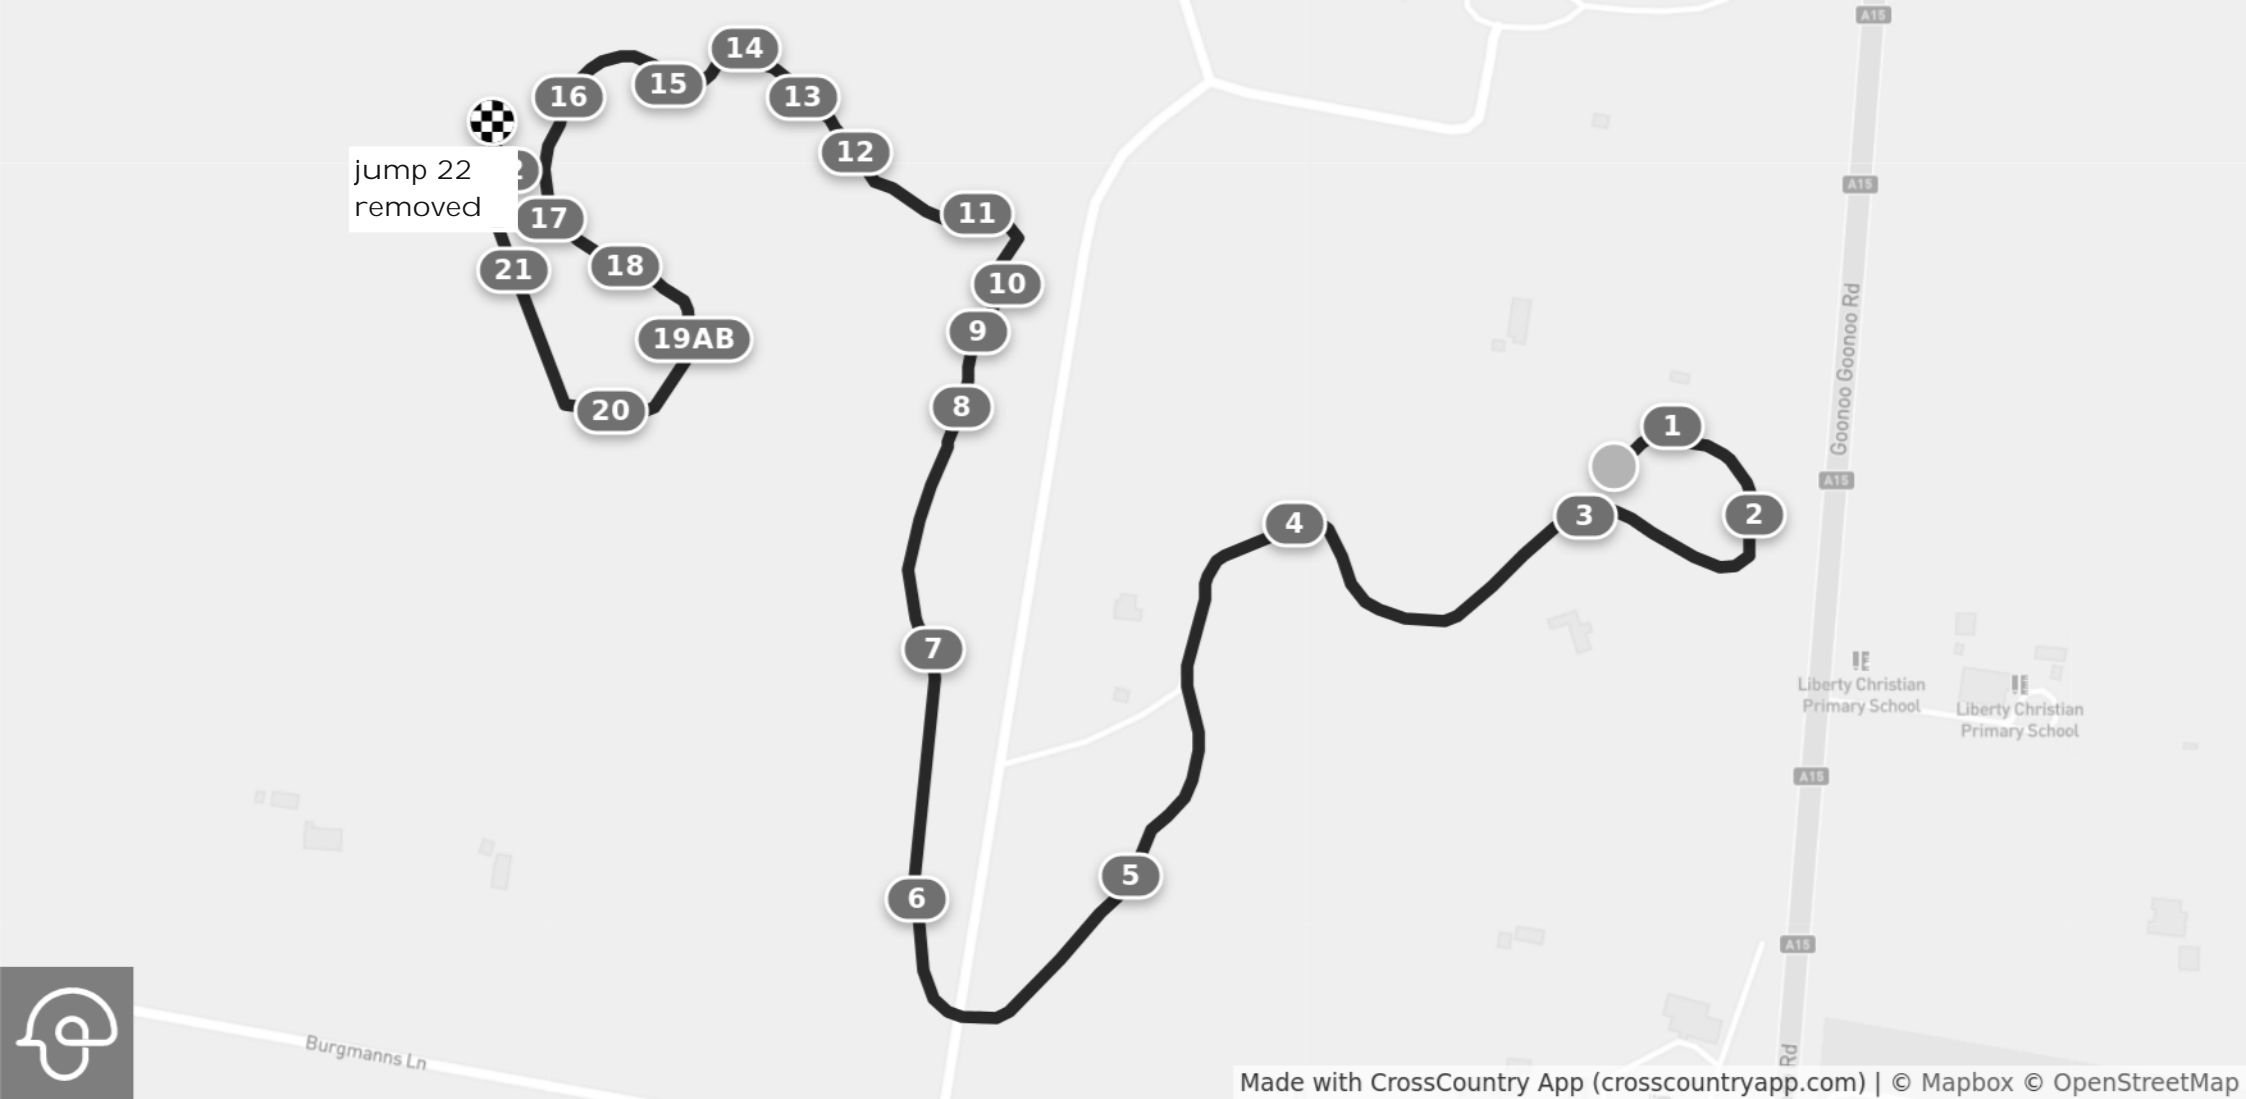 A15
14
15
16
13
12
jump 22
removed
2
17
11
A15
21
18
10
9
19AB
Goonoo Goonoo Rd
8
20
1
A15
3
2
4
7
Liberty Christian
Primary School
Liberty Christian
Primary School
A15
5
6
A15
Burgmanns Ln
Rd
Made with CrossCountry App (crosscountryapp.com) | © Mapbox © OpenStreetMap